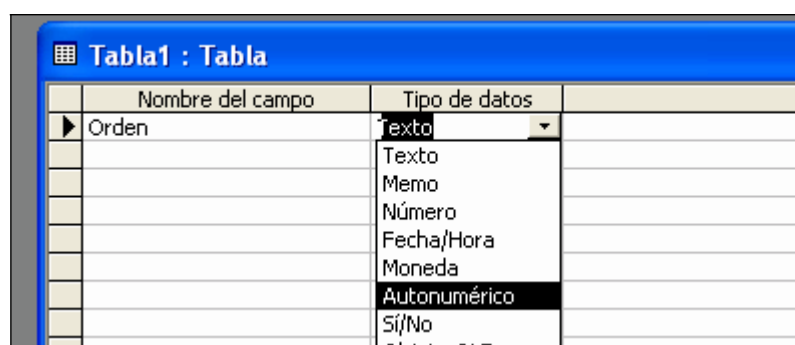 Tabla1 : Tabla
Nombre del campo Tipo de datos
Orden Texto
Texto
Memo
Número
Fecha/Hora
Moneda
Autonumérico
Sí/No